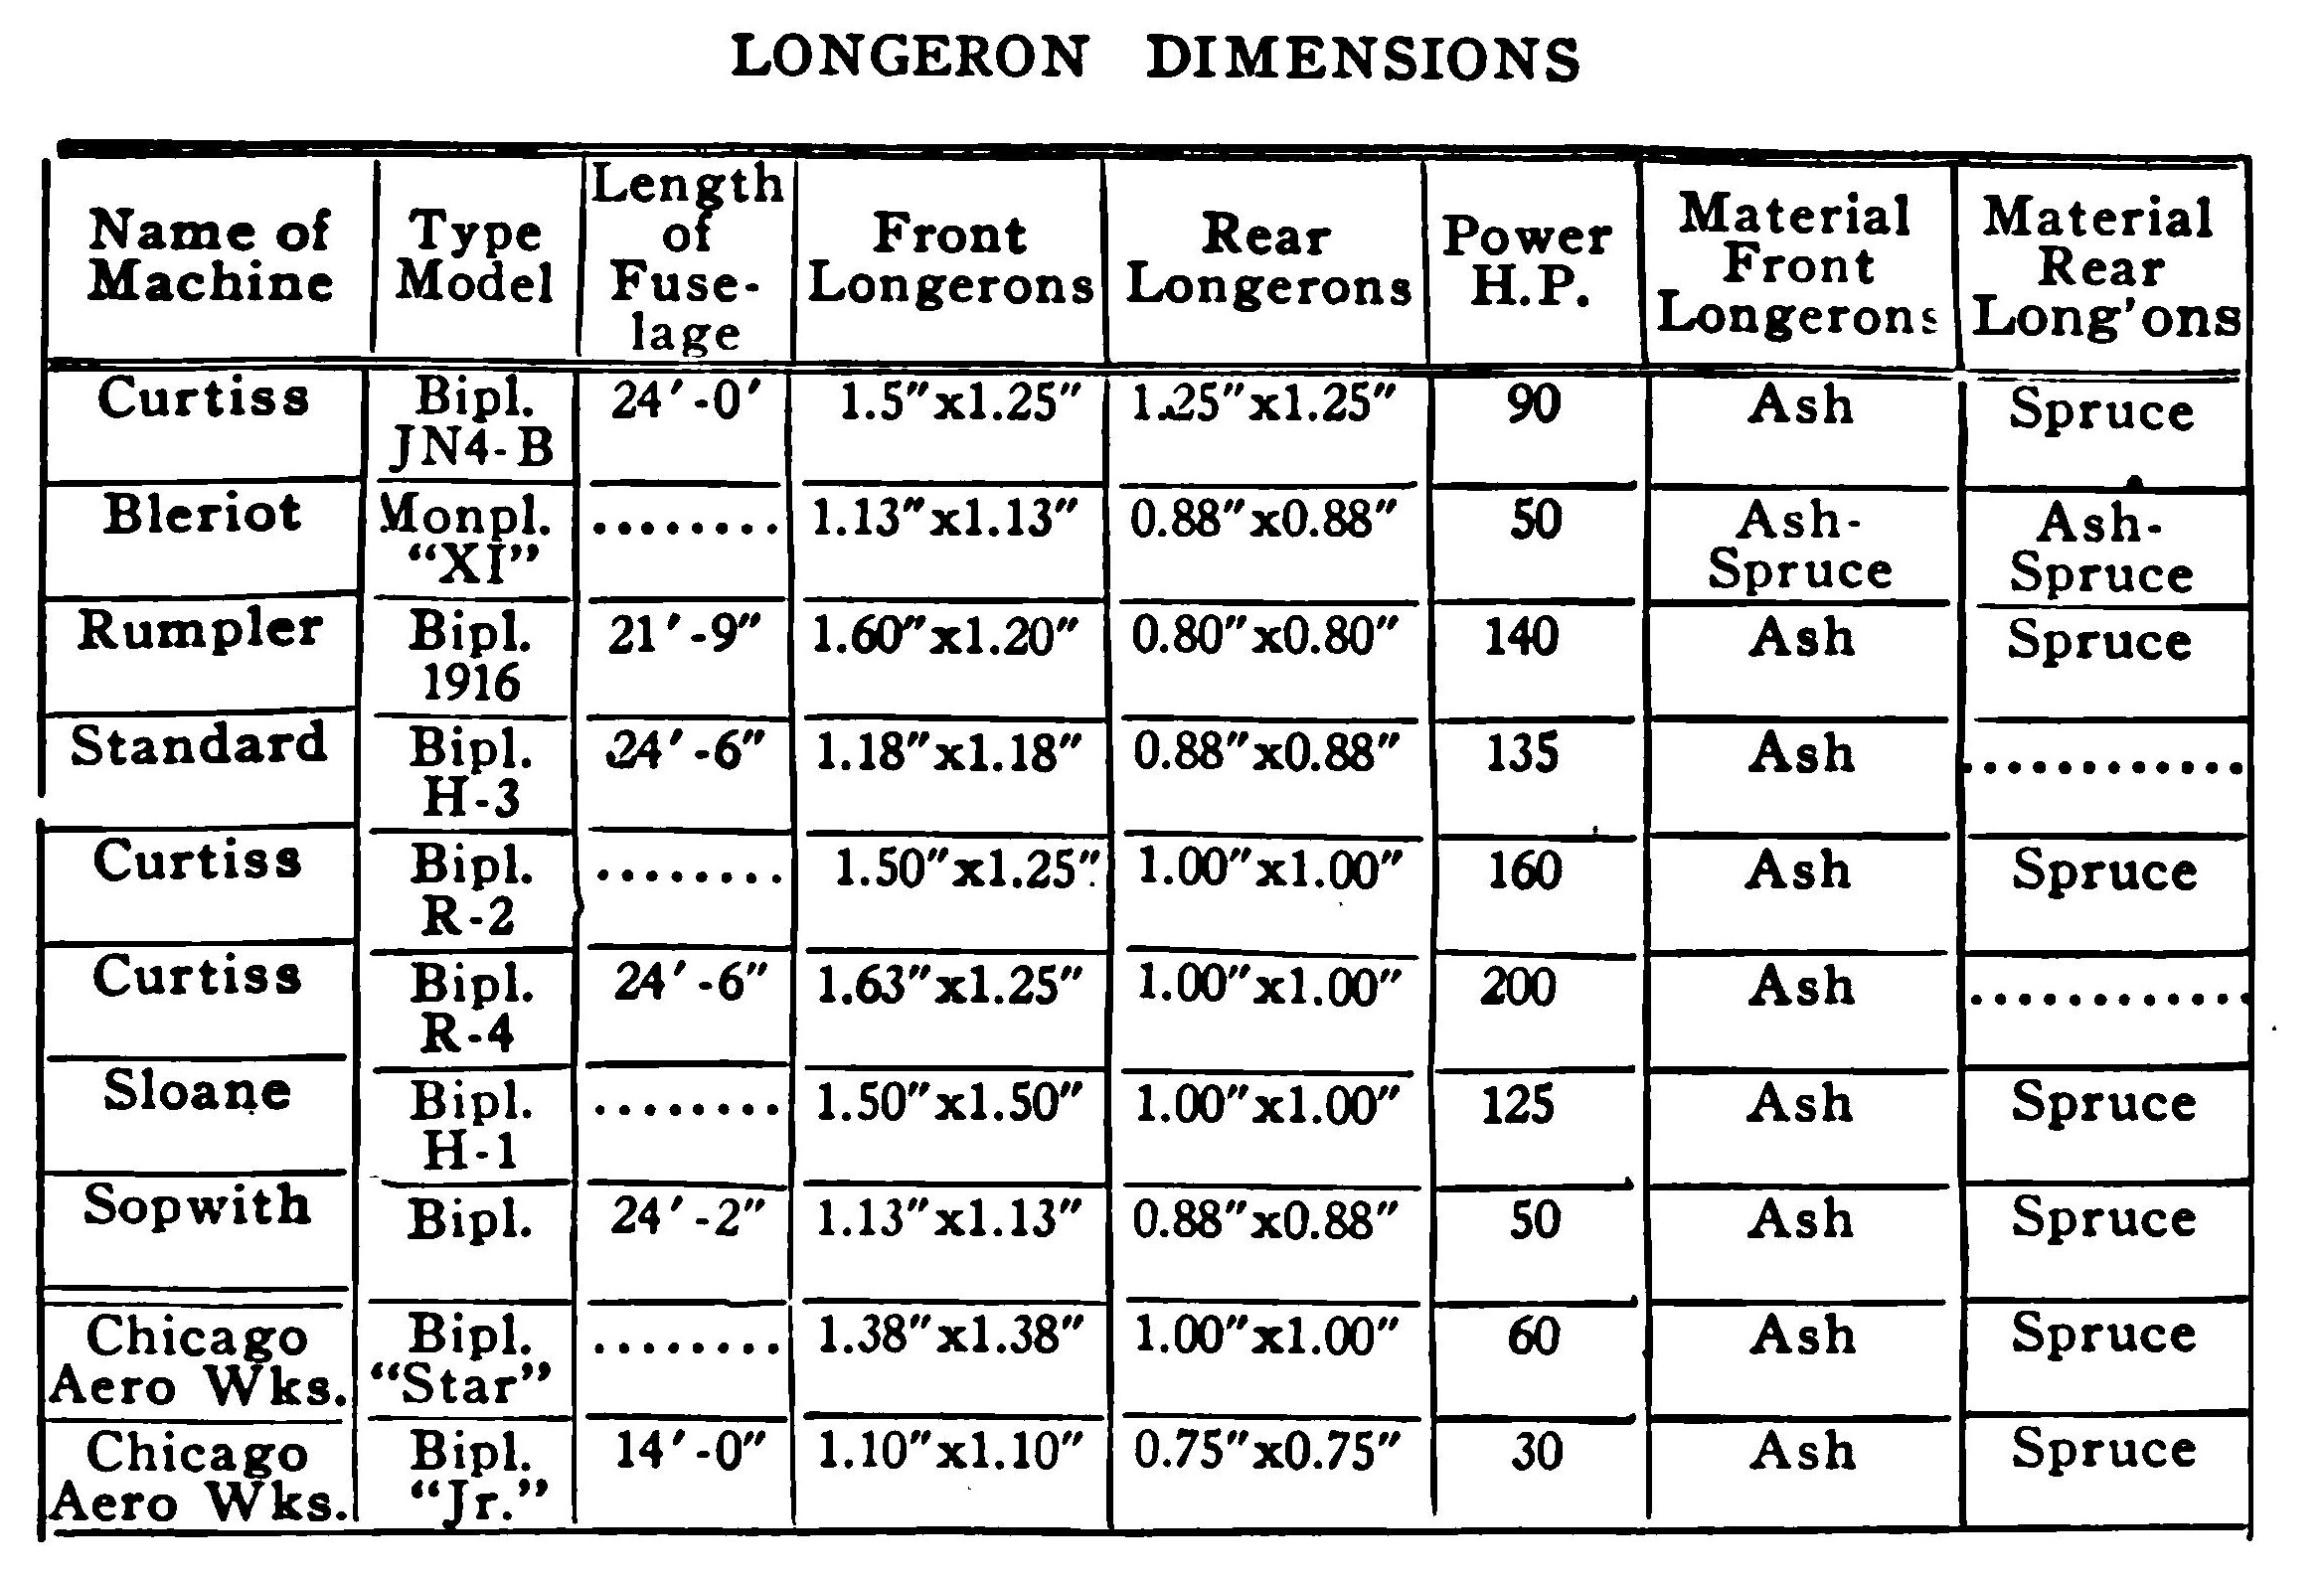 LONGERON DIMENSIONS
Name of Machine | Type Model | Length of Fuse-lage | Front Longerons | Rear Longerons | Power H.P. | Material Front Longerons | Material Rear Long'ons
Curtiss | Bipl. JN4-B | 24'-0' | 1.5"x1.25" | 1.25"x1.25" | 90 | Ash | Spruce
Bleriot | Monpl. “XI” | ........ | 1.13"x1.13" | 0.88"x0.88" | 50 | Ash-Spruce | Ash-Spruce
Rumpler | Bipl. 1916 | 21'-9" | 1.60"x1.20" | 0.80"x0.80" | 140 | Ash | Spruce
Standard | Bipl. H-3 | 24'-6" | 1.18"x1.18" | 0.88"x0.88" | 135 | Ash | ............
Curtiss | Bipl. R-2 | ........ | 1.50"x1.25" | 1.00"x1.00" | 160 | Ash | Spruce
Curtiss | Bipl. R-4 | 24'-6" | 1.63"x1.25" | 1.00"x1.00" | 200 | Ash | ............
Sloane | Bipl. H-1 | ........ | 1.50"x1.50" | 1.00"x1.00" | 125 | Ash | Spruce
Sopwith | Bipl. | 24'-2" | 1.13"x1.13" | 0.88"x0.88" | 50 | Ash | Spruce
Chicago Aero Wks. | Bipl. “Star” | ........ | 1.38"x1.38" | 1.00"x1.00" | 60 | Ash | Spruce
Chicago Aero Wks. | Bipl. “Jr.” | 14'-0" | 1.10"x1.10" | 0.75"x0.75" | 30 | Ash | Spruce